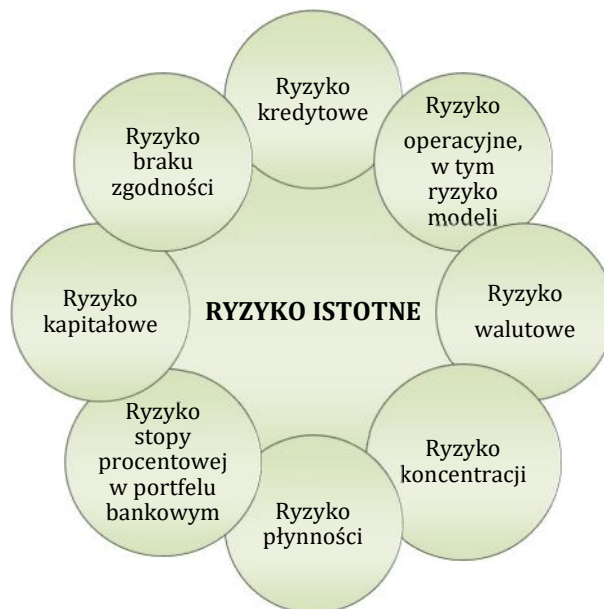 Ryzyko
kredytowe
Ryzyko
operacyjne,
w tym
ryzyko
modeli
Ryzyko
walutowe
Ryzyko
koncentracji
Ryzyko
płynności
Ryzyko
stopy
procentowej
w portfelu
bankowym
Ryzyko
kapitałowe
Ryzyko
braku
zgodności
RYZYKO ISTOTNE